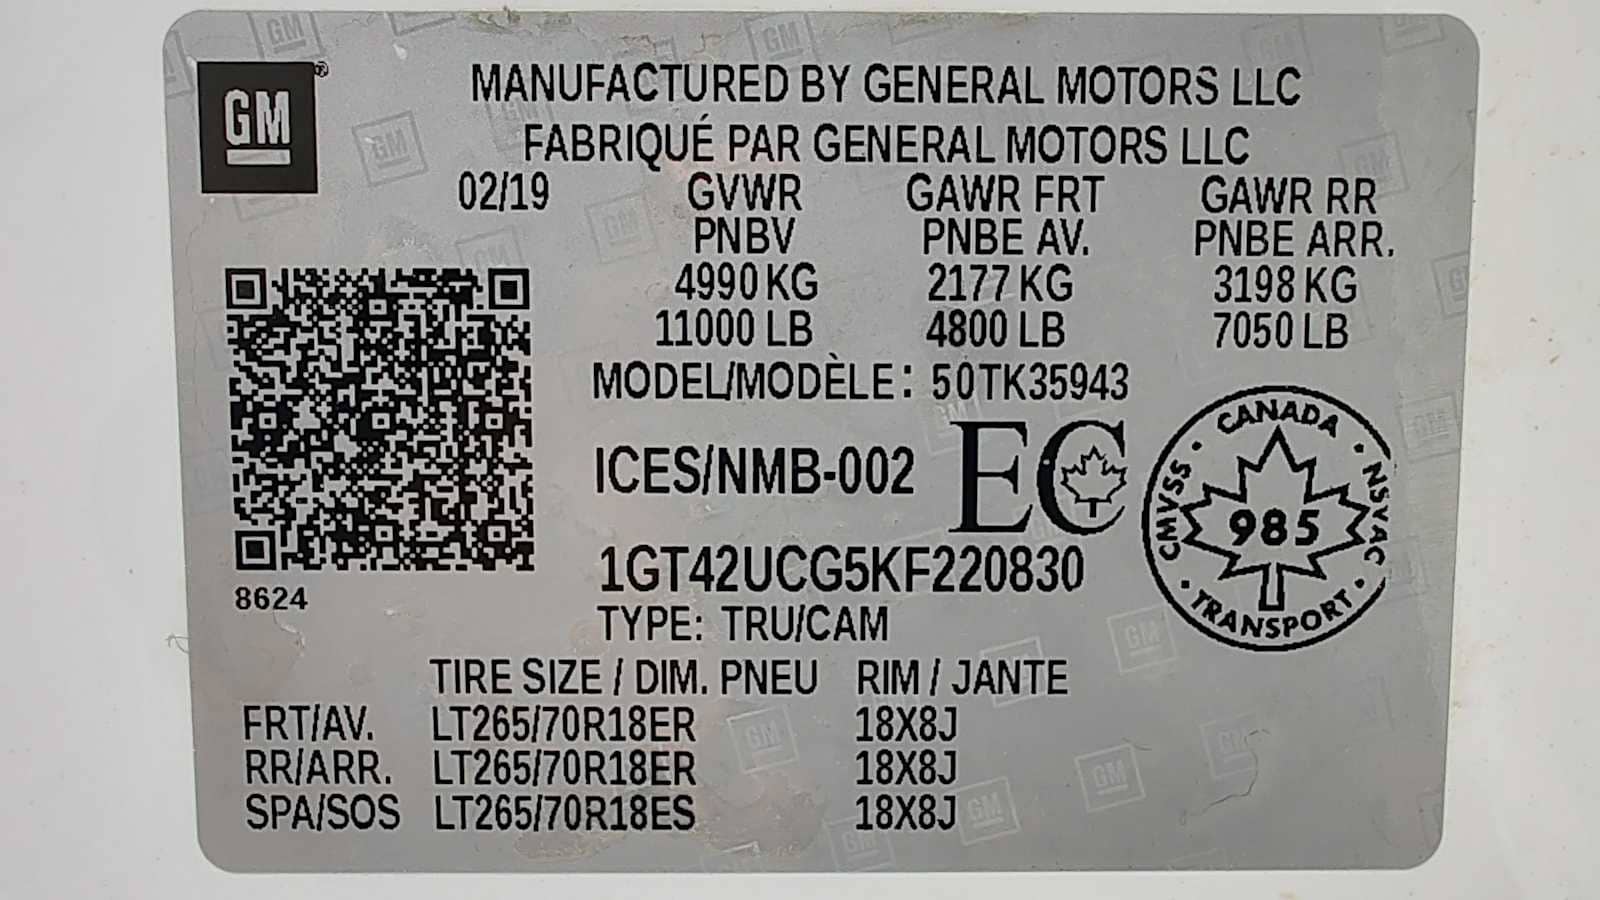 GM®
MANUFACTURED BY GENERAL MOTORS LLC
FABRIQUÉ PAR GENERAL MOTORS LLC
02/19 GVWR GAWR FRT GAWR RR
PNBV PNBE AV. PNBE ARR.
4990 KG 2177 KG 3198 KG
11000 LB 4800 LB 7050 LB
MODEL/MODÈLE: 50TK35943
ICES/NMB-002 EC
CANADA
CMVSS 985 NSVAC
TRANSPORT
1GT42UCG5KF220830
8624
TYPE: TRU/CAM
TIRE SIZE / DIM. PNEU RIM / JANTE
FRT/AV. LT265/70R18ER 18X8J
RR/ARR. LT265/70R18ER 18X8J
SPA/SOS LT265/70R18ES 18X8J